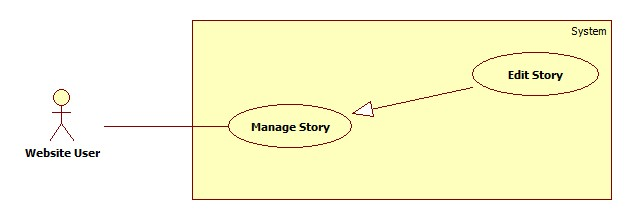 System
Edit Story
Manage Story
Website User